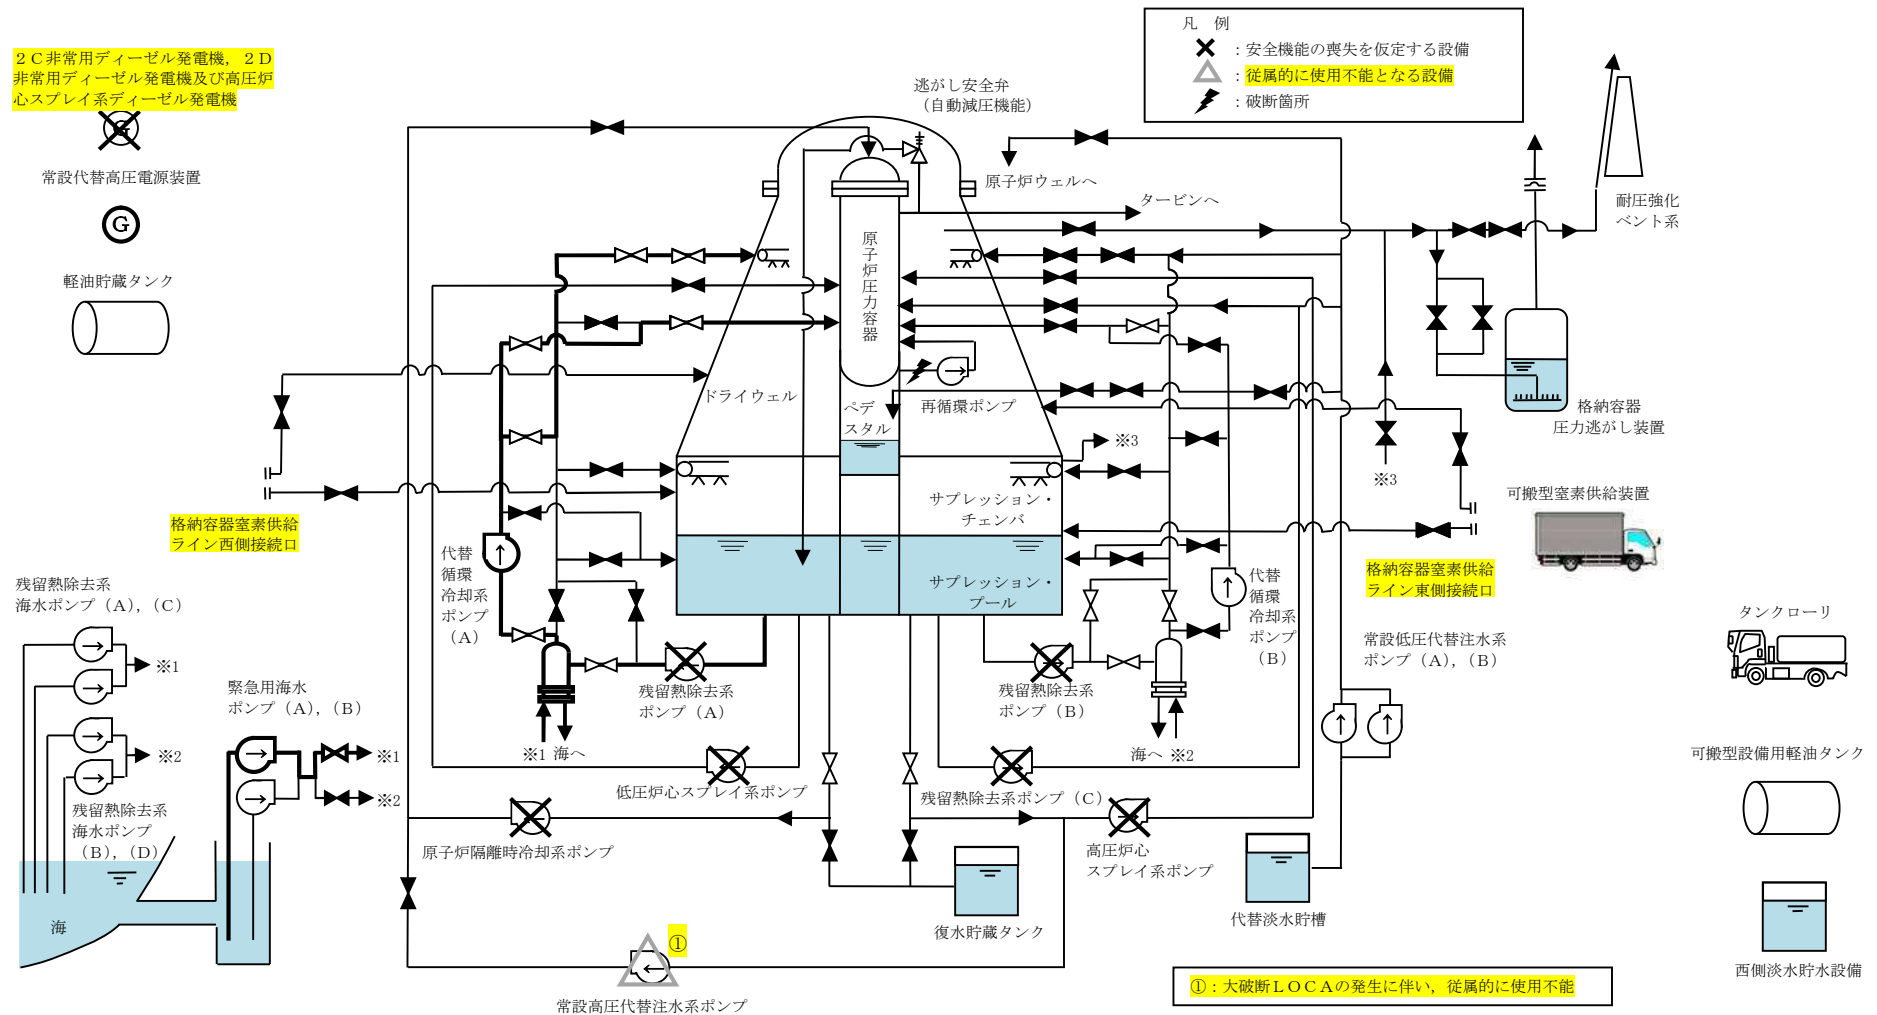 凡　例
：安全機能の喪失を仮定する設備
：従属的に使用不能となる設備
：破断箇所
２Ｃ非常用ディーゼル発電機，２Ｄ
非常用ディーゼル発電機及び高圧炉
心スプレイ系ディーゼル発電機
G
常設代替高圧電源装置
G
軽油貯蔵タンク
逃がし安全弁
（自動減圧機能）
原子炉ウェルへ
タービンへ
耐圧強化
ベント系
原子炉圧力容器
ドライウェル
ペデ
スタル
再循環ポンプ
※3
※3
格納容器
圧力逃がし装置
可搬型窒素供給装置
サプレッション・
チェンバ
サプレッション・
プール
格納容器窒素供給
ライン西側接続口
格納容器窒素供給
ライン東側接続口
代替
循環
冷却系
ポンプ
（A）
代替
循環
冷却系
ポンプ
（B）
残留熱除去系
海水ポンプ（A），（C）
※1
※2
残留熱除去系
海水ポンプ
（B），（D）
緊急用海水
ポンプ（A），（B）
※1
※2
海
残留熱除去系
ポンプ（A）
※1 海へ
残留熱除去系
ポンプ（B）
海へ ※2
常設低圧代替注水系
ポンプ（A），（B）
タンクローリ
可搬型設備用軽油タンク
低圧炉心スプレイ系ポンプ
残留熱除去系ポンプ（C）
原子炉隔離時冷却系ポンプ
高圧炉心
スプレイ系ポンプ
復水貯蔵タンク
代替淡水貯槽
西側淡水貯水設備
①
常設高圧代替注水系ポンプ
①：大破断ＬＯＣＡの発生に伴い，従属的に使用不能